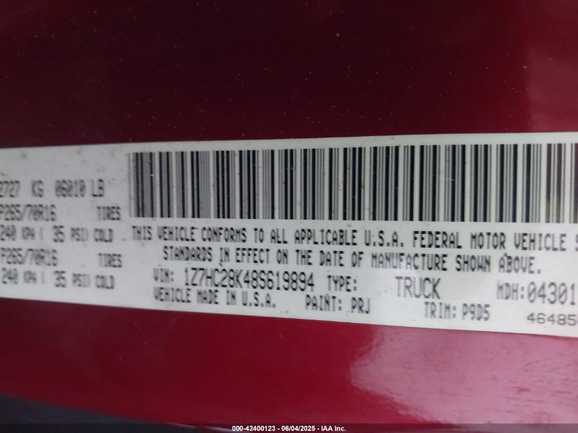 2727 KG 06010 LB
P265/70R16 TIRES
240 KPA ( 35 PSI) COLD
P265/70R16 TIRES
240 KPA ( 35 PSI) COLD
THIS VEHICLE CONFORMS TO ALL APPLICABLE U.S.A. FEDERAL MOTOR VEHICLE S
STANDARDS IN EFFECT ON THE DATE OF MANUFACTURE SHOWN ABOVE.
VIN: 1Z7HC28K48S619894 TYPE: TRUCK MDH: 04301
VEHICLE MADE IN U.S.A. PAINT: PRJ TRIM: P9D5
46485
000-42400123 - 06/04/2025 - IAA Inc.